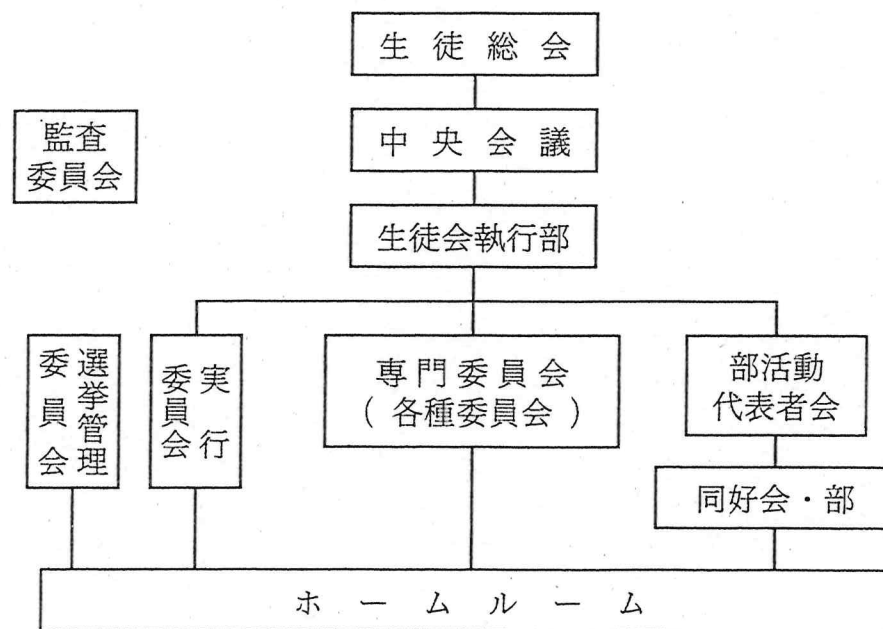 生徒総会
監査
委員会
中央会議
生徒会執行部
選挙管理
委員会
実行
委員会
専門委員会
(各種委員会)
部活動
代表者会
同好会・部
ホームルーム